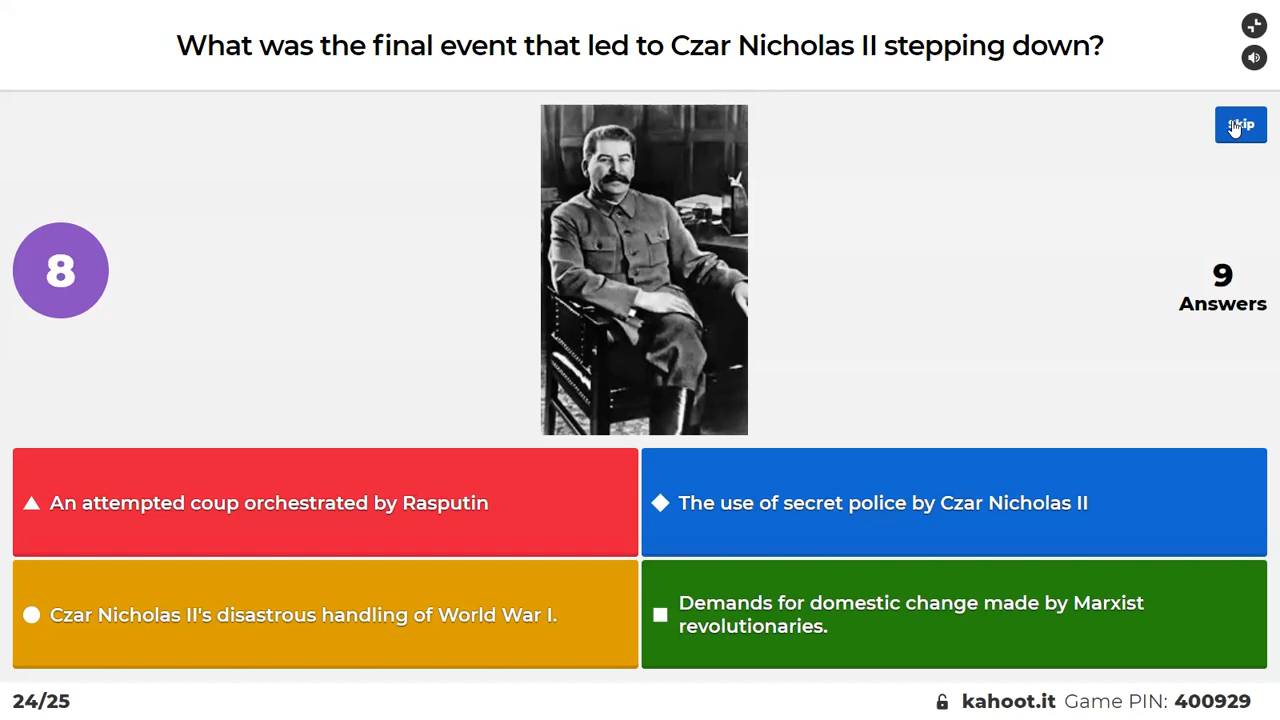 What was the final event that led to Czar Nicholas II stepping down?
Skip
8
9
Answers
An attempted coup orchestrated by Rasputin
The use of secret police by Czar Nicholas II
Czar Nicholas II's disastrous handling of World War I.
Demands for domestic change made by Marxist
revolutionaries.
24/25
kahoot.it Game PIN: 400929